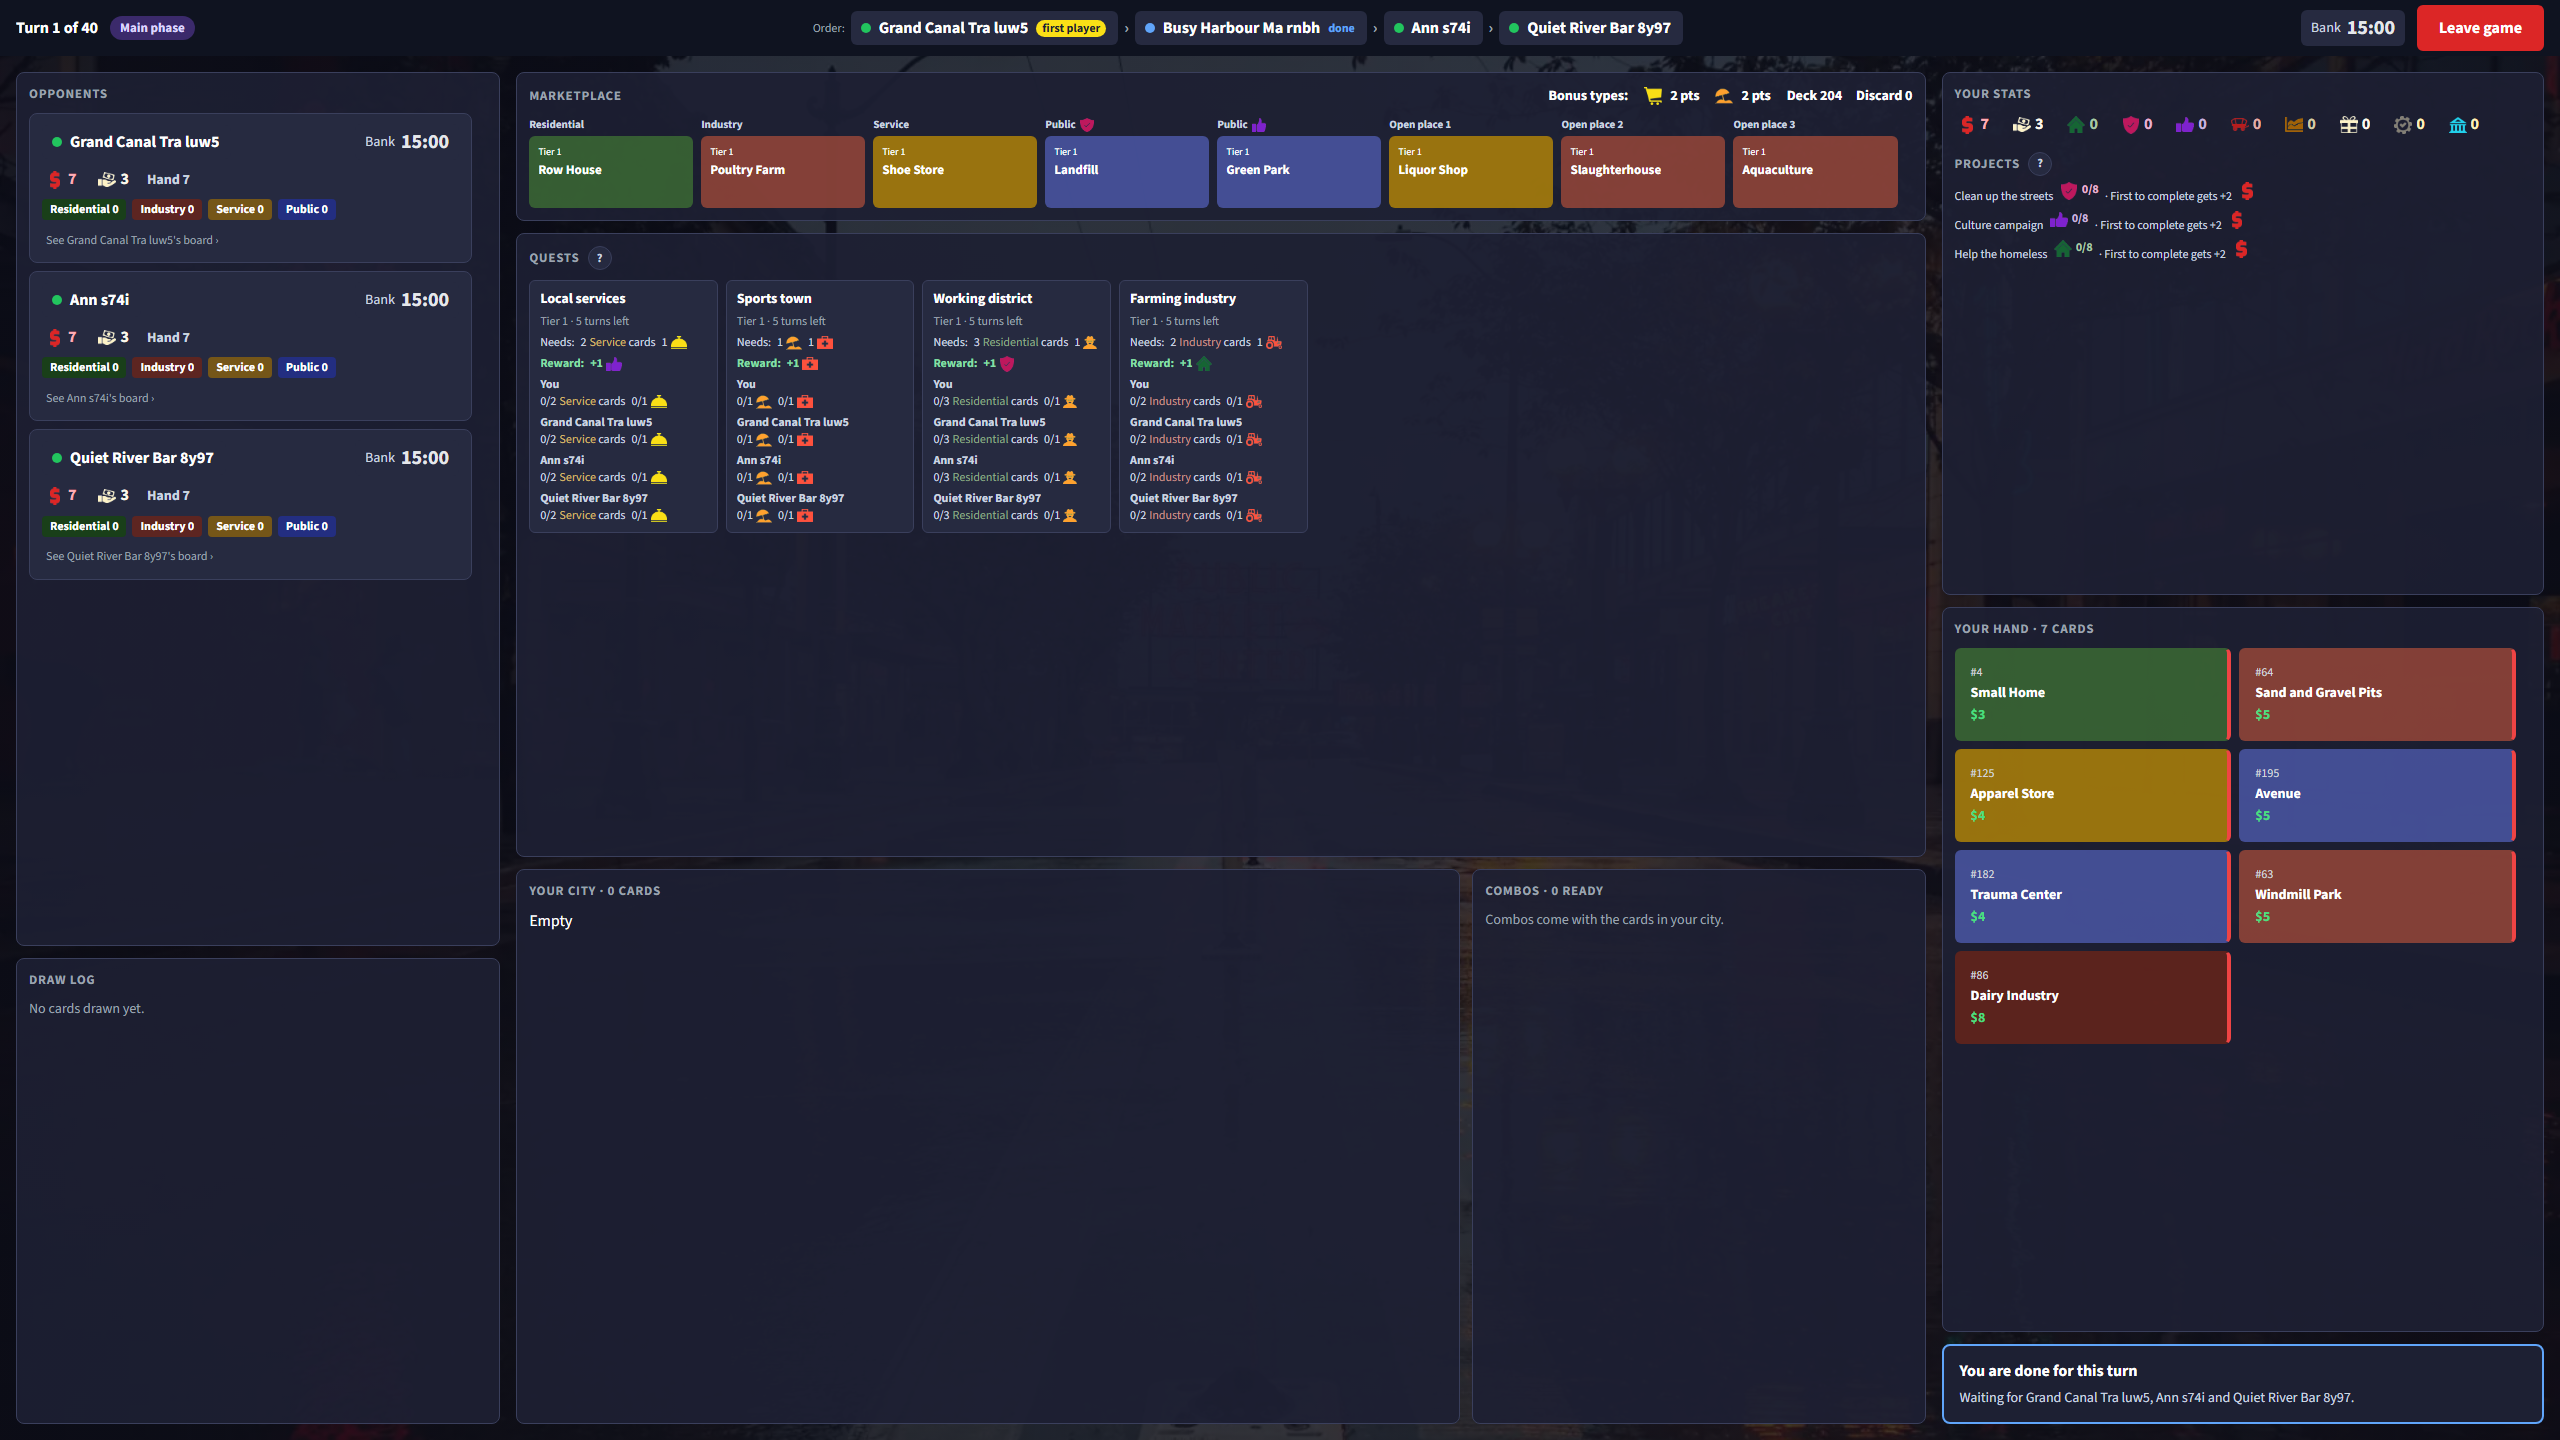 Turn 1 of 40
Main phase
Order:
Grand Canal Tra luw5
first player
›
Busy Harbour Ma rnbh
done
›
Ann s74i
›
Quiet River Bar 8y97
Bank 15:00
Leave game
OPPONENTS
Grand Canal Tra luw5
Bank 15:00
7 3 Hand 7
Residential 0 Industry 0 Service 0 Public 0
See Grand Canal Tra luw5's board ›
Ann s74i
Bank 15:00
7 3 Hand 7
Residential 0 Industry 0 Service 0 Public 0
See Ann s74i's board ›
Quiet River Bar 8y97
Bank 15:00
7 3 Hand 7
Residential 0 Industry 0 Service 0 Public 0
See Quiet River Bar 8y97's board ›
DRAW LOG
No cards drawn yet.
MARKETPLACE
Bonus types: 2 pts 2 pts Deck 204 Discard 0
Residential
Tier 1
Row House
Industry
Tier 1
Poultry Farm
Service
Tier 1
Shoe Store
Public
Tier 1
Landfill
Public
Tier 1
Green Park
Open place 1
Tier 1
Liquor Shop
Open place 2
Tier 1
Slaughterhouse
Open place 3
Tier 1
Aquaculture
QUESTS ?
Local services
Tier 1 · 5 turns left
Needs: 2 Service cards 1
Reward: +1
You
0/2 Service cards 0/1
Grand Canal Tra luw5
0/2 Service cards 0/1
Ann s74i
0/2 Service cards 0/1
Quiet River Bar 8y97
0/2 Service cards 0/1
Sports town
Tier 1 · 5 turns left
Needs: 1 1
Reward: +1
You
0/1 0/1
Grand Canal Tra luw5
0/1 0/1
Ann s74i
0/1 0/1
Quiet River Bar 8y97
0/1 0/1
Working district
Tier 1 · 5 turns left
Needs: 3 Residential cards 1
Reward: +1
You
0/3 Residential cards 0/1
Grand Canal Tra luw5
0/3 Residential cards 0/1
Ann s74i
0/3 Residential cards 0/1
Quiet River Bar 8y97
0/3 Residential cards 0/1
Farming industry
Tier 1 · 5 turns left
Needs: 2 Industry cards 1
Reward: +1
You
0/2 Industry cards 0/1
Grand Canal Tra luw5
0/2 Industry cards 0/1
Ann s74i
0/2 Industry cards 0/1
Quiet River Bar 8y97
0/2 Industry cards 0/1
YOUR CITY · 0 CARDS
Empty
COMBOS · 0 READY
Combos come with the cards in your city.
YOUR STATS
7 3 0 0 0 0 0 0 0 0
PROJECTS ?
Clean up the streets 0/8 · First to complete gets +2
Culture campaign 0/8 · First to complete gets +2
Help the homeless 0/8 · First to complete gets +2
YOUR HAND · 7 CARDS
#4
Small Home
$3
#64
Sand and Gravel Pits
$5
#125
Apparel Store
$4
#195
Avenue
$5
#182
Trauma Center
$4
#63
Windmill Park
$5
#86
Dairy Industry
$8
You are done for this turn
Waiting for Grand Canal Tra luw5, Ann s74i and Quiet River Bar 8y97.